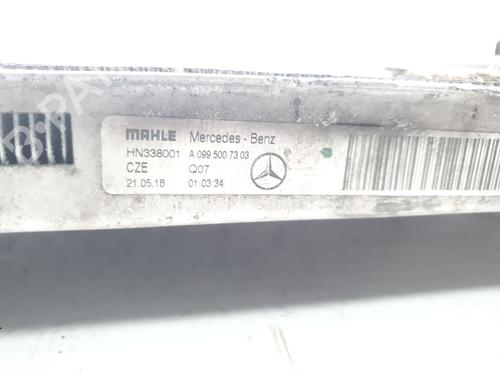 MAHLE Mercedes-Benz
HN338001 A 099 500 73 03
CZE Q07
21.05.18 01:03:34